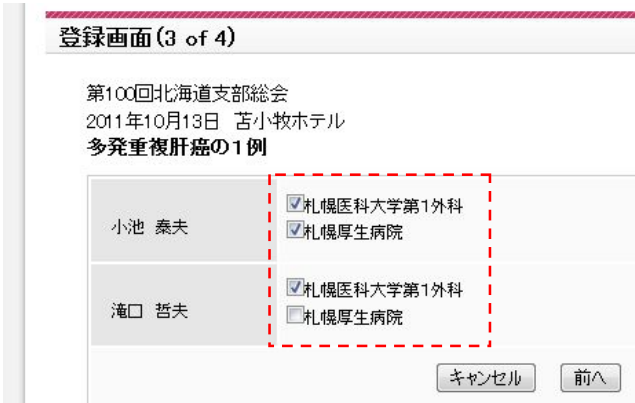 登録画面(3 of 4)
第100回北海道支部総会
2011年10月13日 苫小牧ホテル
多発重複肝癌の1例
小池 泰夫
札幌医科大学第1外科
札幌厚生病院
滝口 哲夫
札幌医科大学第1外科
札幌厚生病院
キャンセル 前へ